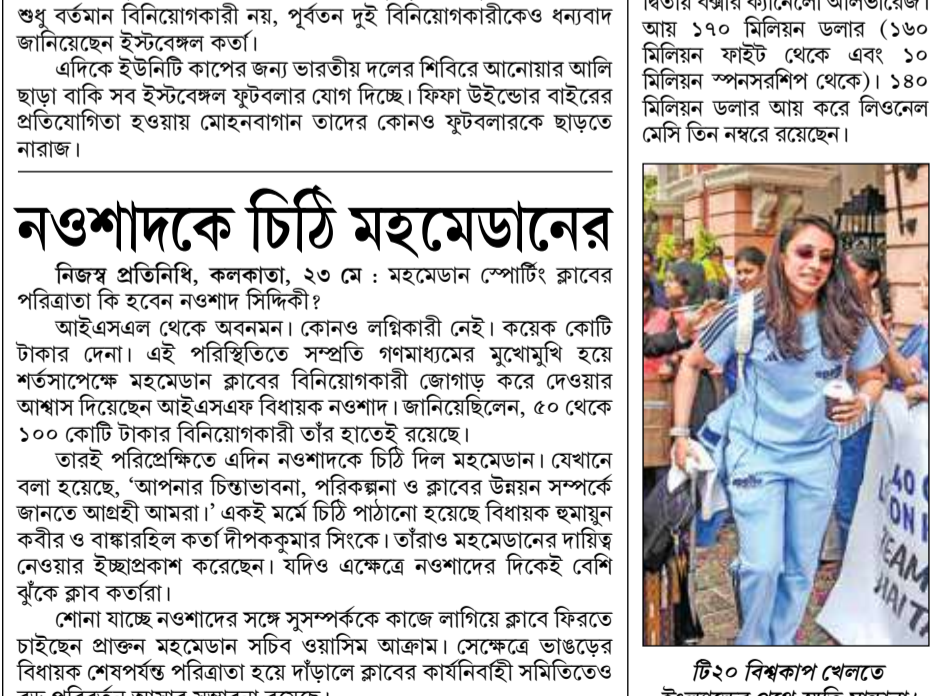 শুধু বর্তমান বিনিয়োগকারী নয়, পূর্বতন দুই বিনিয়োগকারীকেও ধন্যবাদ
জানিয়েছেন ইস্টবেঙ্গল কর্তা।
এদিকে ইউনিটি কাপের জন্য ভারতীয় দলের শিবিরে আনোয়ার আলি
ছাড়া বাকি সব ইস্টবেঙ্গল ফুটবলার যোগ দিচ্ছে। ফিফা উইন্ডোর বাইরের
প্রতিযোগিতা হওয়ায় মোহনবাগান তাদের কোনও ফুটবলারকে ছাড়তে
নারাজ।
নওশাদকে চিঠি মহমেডানের
নিজস্ব প্রতিনিধি, কলকাতা, ২৩ মে : মহমেডান স্পোর্টিং ক্লাবের
পরিত্রাতা কি হবেন নওশাদ সিদ্দিকী?
আইএসএল থেকে অবনমন। কোনও লগ্নিকারী নেই। কয়েক কোটি
টাকার দেনা। এই পরিস্থিতিতে সম্প্রতি গণমাধ্যমের মুখোমুখি হয়ে
শর্তসাপেক্ষে মহমেডান ক্লাবের বিনিয়োগকারী জোগাড় করে দেওয়ার
আশ্বাস দিয়েছেন আইএসএফ বিধায়ক নওশাদ। জানিয়েছিলেন, ৫০ থেকে
১০০ কোটি টাকার বিনিয়োগকারী তাঁর হাতেই রয়েছে।
তারই পরিপ্রেক্ষিতে এদিন নওশাদকে চিঠি দিল মহমেডান। যেখানে
বলা হয়েছে, ‘আপনার চিন্তাভাবনা, পরিকল্পনা ও ক্লাবের উন্নয়ন সম্পর্কে
জানতে আগ্রহী আমরা।’ একই মর্মে চিঠি পাঠানো হয়েছে বিধায়ক হুমায়ুন
কবীর ও বাঙ্কারহিল কর্তা দীপককুমার সিংকে। তাঁরাও মহমেডানের দায়িত্ব
নেওয়ার ইচ্ছাপ্রকাশ করেছেন। যদিও এক্ষেত্রে নওশাদের দিকেই বেশি
ঝুঁকে ক্লাব কর্তারা।
শোনা যাচ্ছে নওশাদের সঙ্গে সুসম্পর্ককে কাজে লাগিয়ে ক্লাবে ফিরতে
চাইছেন প্রাক্তন মহমেডান সচিব ওয়াসিম আক্রাম। সেক্ষেত্রে ভাঙড়ের
বিধায়ক শেষপর্যন্ত পরিত্রাতা হয়ে দাঁড়ালে ক্লাবের কার্যনির্বাহী সমিতিতেও
আয় ১৭০ মিলিয়ন ডলার (১৬০
মিলিয়ন ফাইট থেকে এবং ১০
মিলিয়ন স্পনসরশিপ থেকে)। ১৪০
মিলিয়ন ডলার আয় করে লিওনেল
মেসি তিন নম্বরে রয়েছেন।
40
TEAM
টি২০ বিশ্বকাপ খেলতে